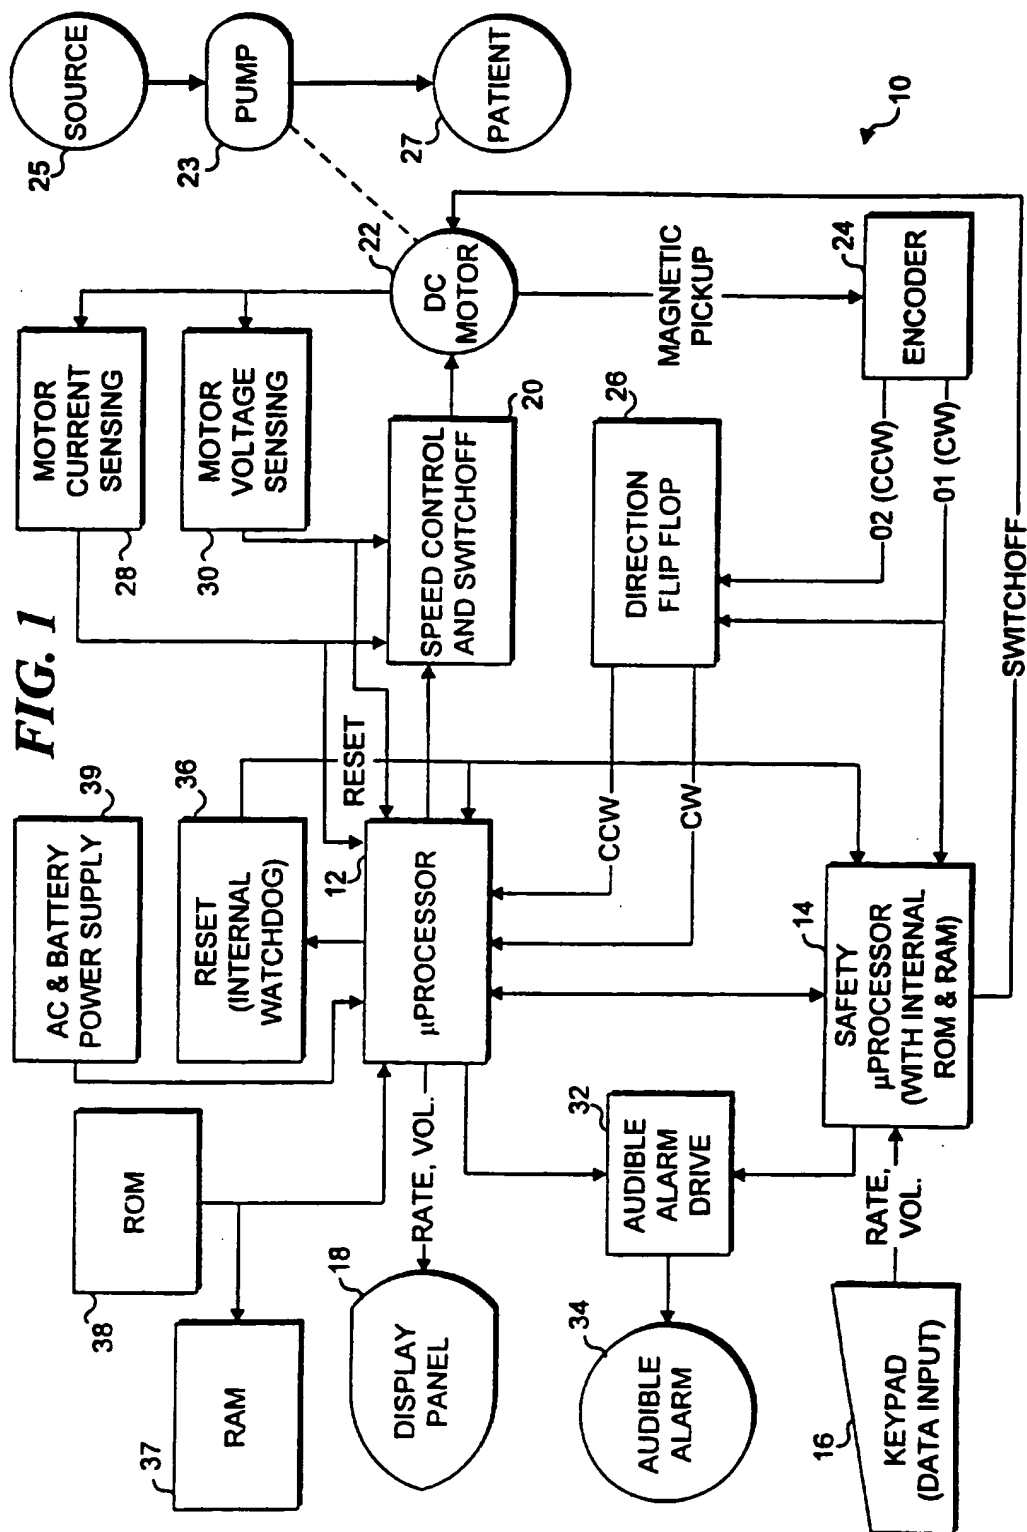 FIG. 1
38
ROM
AC & BATTERY
POWER SUPPLY
39
MOTOR
CURRENT
SENSING
28
SOURCE
25
37
RAM
RESET
(INTERNAL
WATCHDOG)
36
MOTOR
VOLTAGE
SENSING
30
PUMP
23
RESET
22
DISPLAY
PANEL
18
RATE, VOL.
µPROCESSOR
12
SPEED CONTROL
AND SWITCHOFF
20
DC
MOTOR
PATIENT
27
AUDIBLE
ALARM
34
AUDIBLE
ALARM
DRIVE
32
CCW
CW
DIRECTION
FLIP FLOP
26
MAGNETIC
PICKUP
10
KEYPAD
(DATA INPUT)
16
RATE,
VOL.
SAFETY
µPROCESSOR
(WITH INTERNAL
ROM & RAM)
14
02 (CCW)
01 (CW)
ENCODER
24
SWITCHOFF